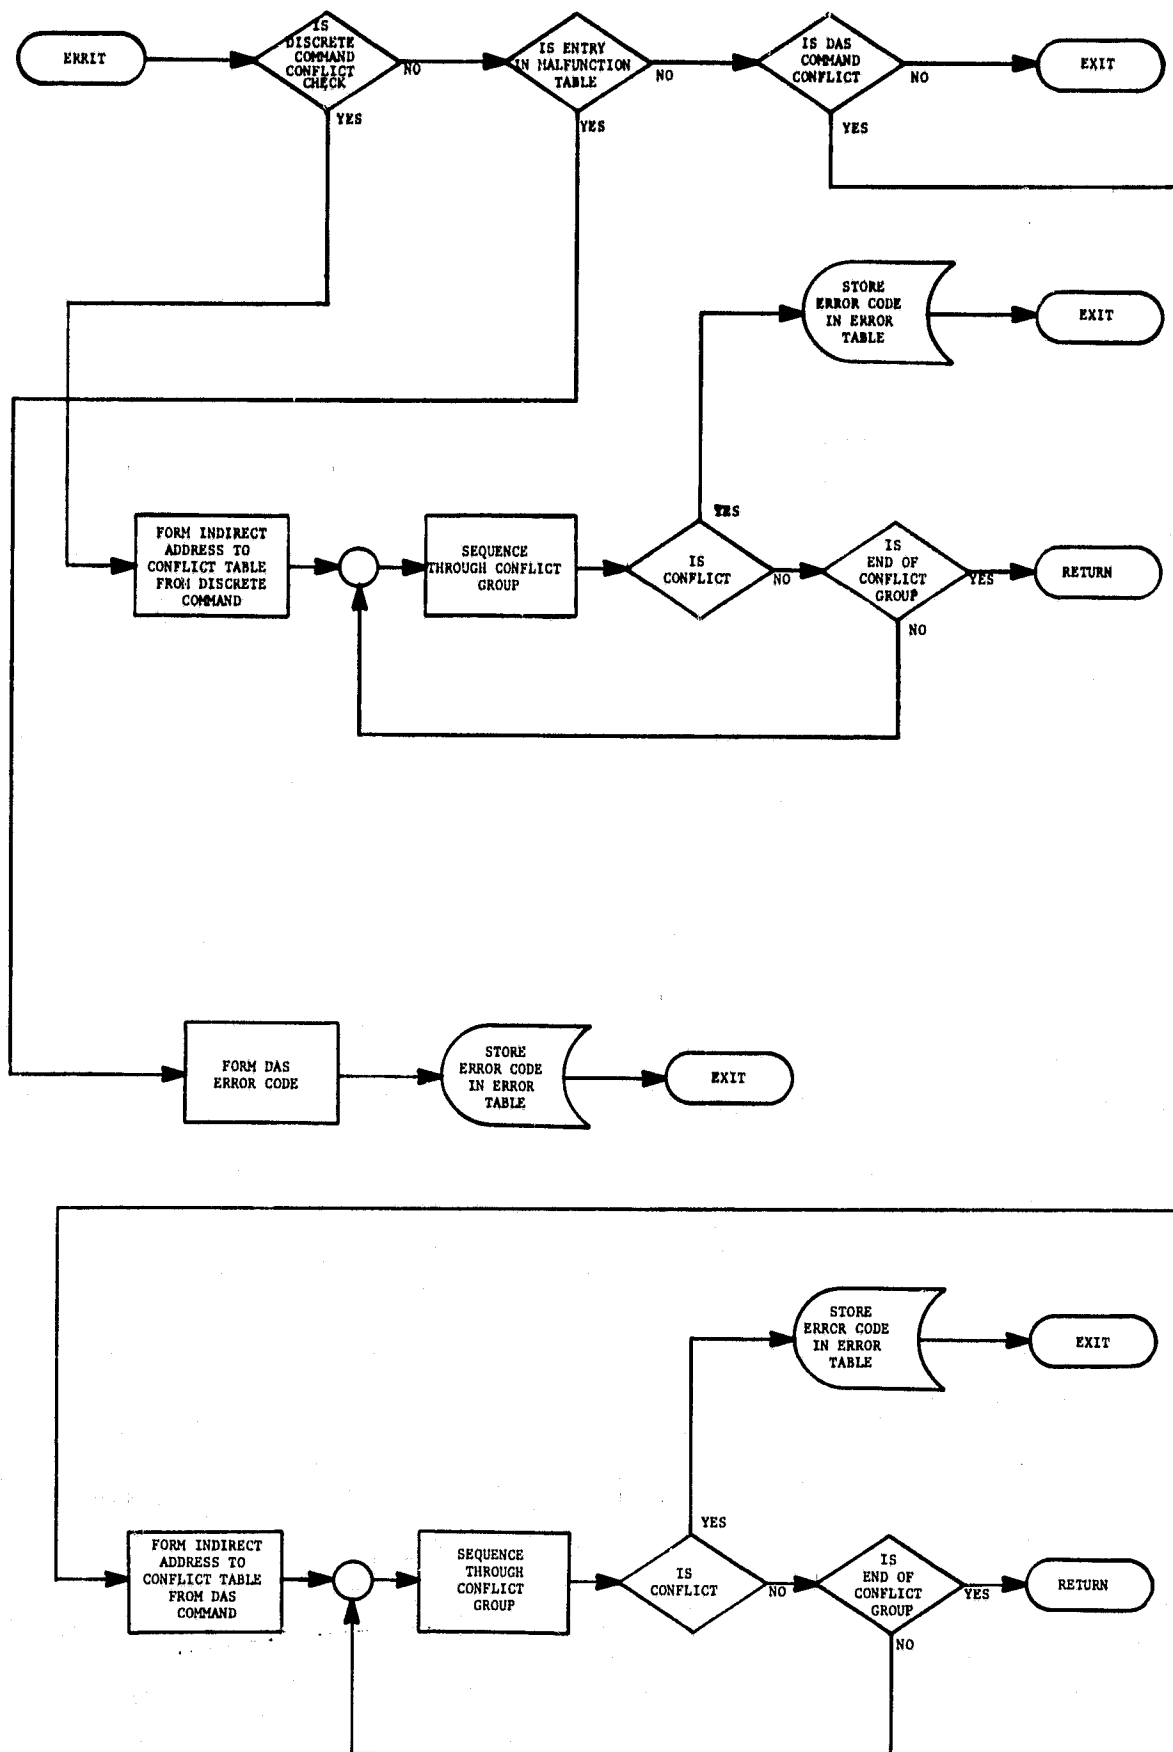 ERRIT
IS
DISCRETE
COMMAND
CONFLICT
CHECK
NO
YES
IS ENTRY
IN MALFUNCTION
TABLE
NO
YES
IS DAS
COMMAND
CONFLICT
NO
YES
EXIT
STORE
ERROR CODE
IN ERROR
TABLE
EXIT
FORM INDIRECT
ADDRESS TO
CONFLICT TABLE
FROM DISCRETE
COMMAND
SEQUENCE
THROUGH CONFLICT
GROUP
YES
IS
CONFLICT
NO
IS
END OF
CONFLICT
GROUP
YES
NO
RETURN
FORM DAS
ERROR CODE
STORE
ERROR CODE
IN ERROR
TABLE
EXIT
STORE
ERROR CODE
IN ERROR
TABLE
EXIT
FORM INDIRECT
ADDRESS TO
CONFLICT TABLE
FROM DAS
COMMAND
SEQUENCE
THROUGH
CONFLICT
GROUP
YES
IS
CONFLICT
NO
IS
END OF
CONFLICT
GROUP
YES
NO
RETURN